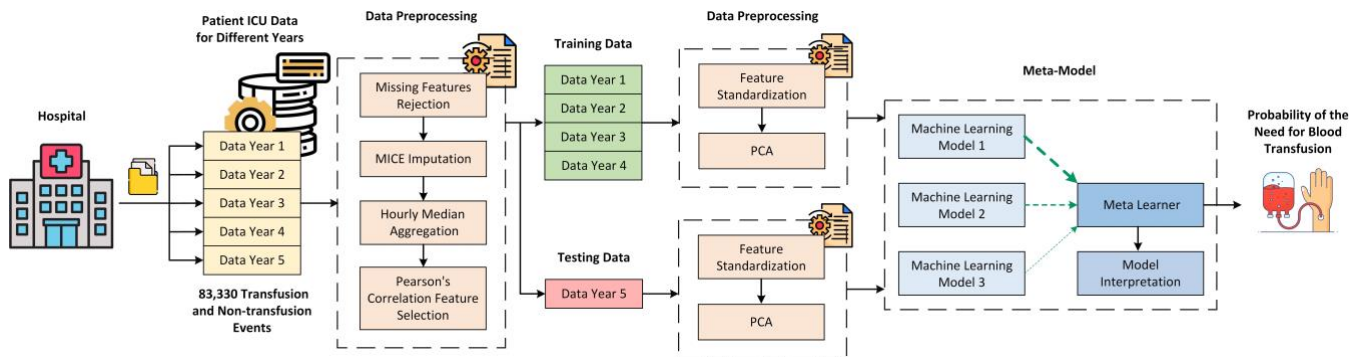 Hospital
Patient ICU Data
for Different Years
Data Year 1
Data Year 2
Data Year 3
Data Year 4
Data Year 5
83,330 Transfusion
and Non-transfusion
Events
Data Preprocessing
Missing Features
Rejection
MICE Imputation
Hourly Median
Aggregation
Pearson's
Correlation Feature
Selection
Training Data
Data Year 1
Data Year 2
Data Year 3
Data Year 4
Testing Data
Data Year 5
Data Preprocessing
Feature
Standardization
PCA
Feature
Standardization
PCA
Meta-Model
Machine Learning
Model 1
Machine Learning
Model 2
Machine Learning
Model 3
Meta Learner
Model
Interpretation
Probability of the
Need for Blood
Transfusion